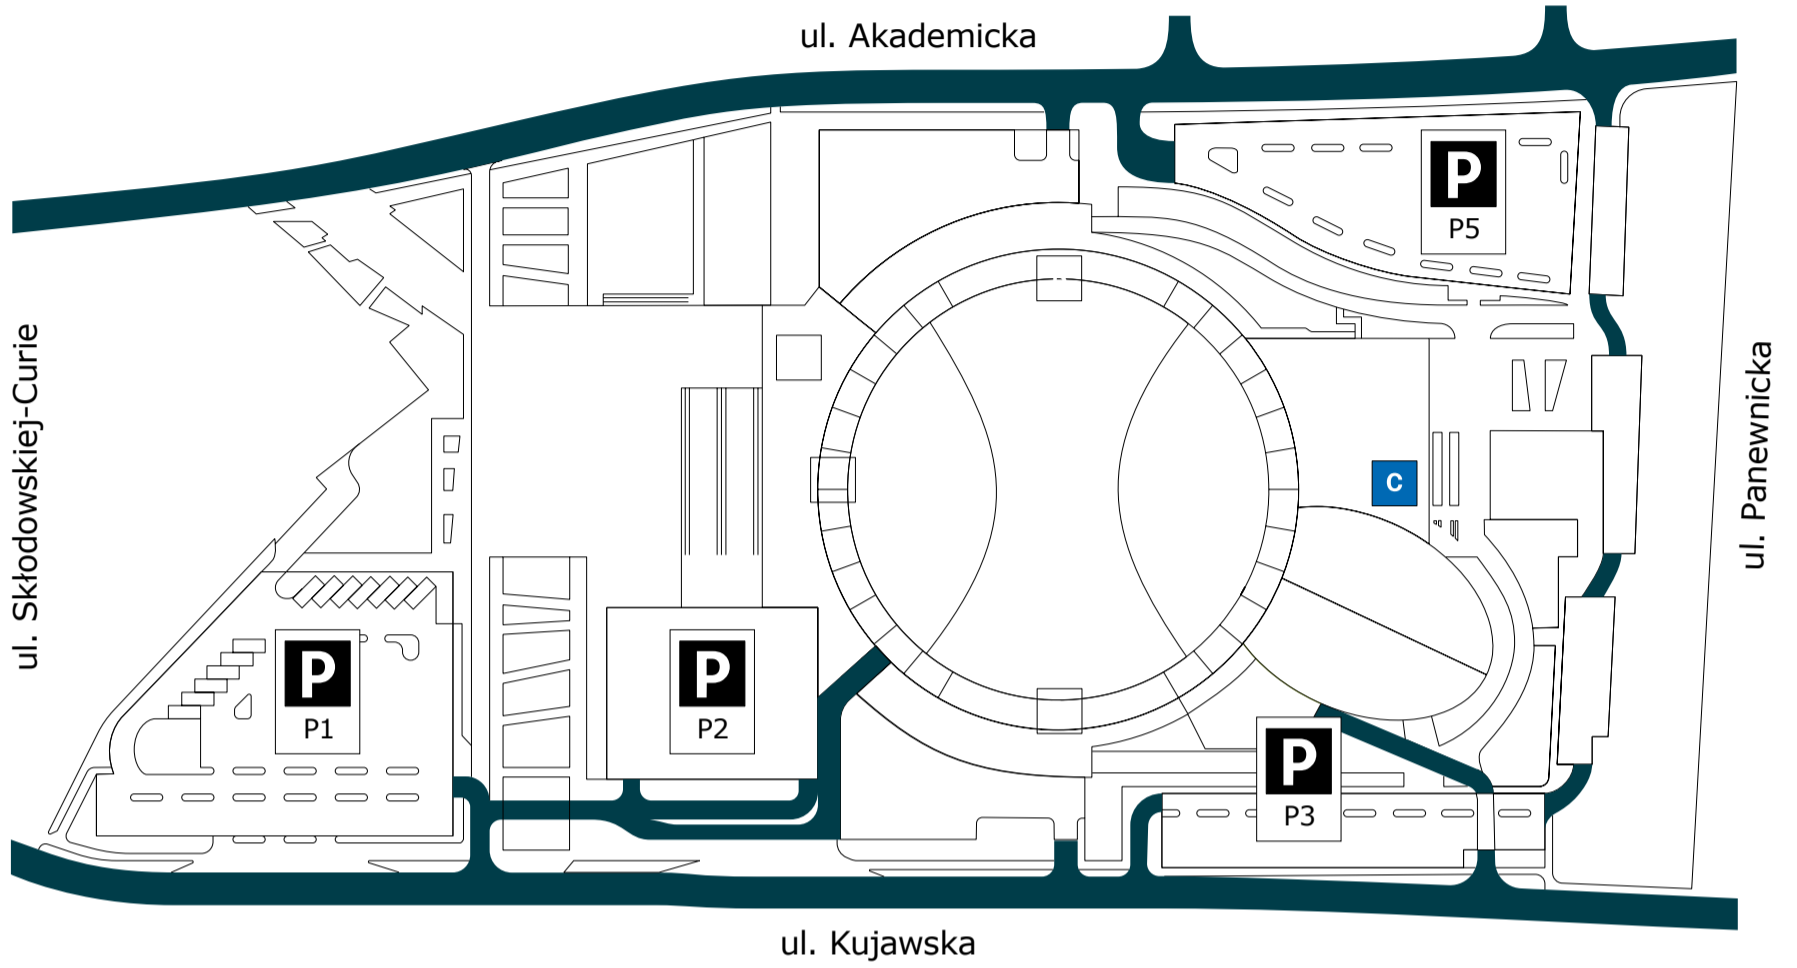 ul. Akademicka
P
P5
ul. Skłodowskiej-Curie
ul. Panewnicka
C
P
P1
P
P2
P
P3
ul. Kujawska